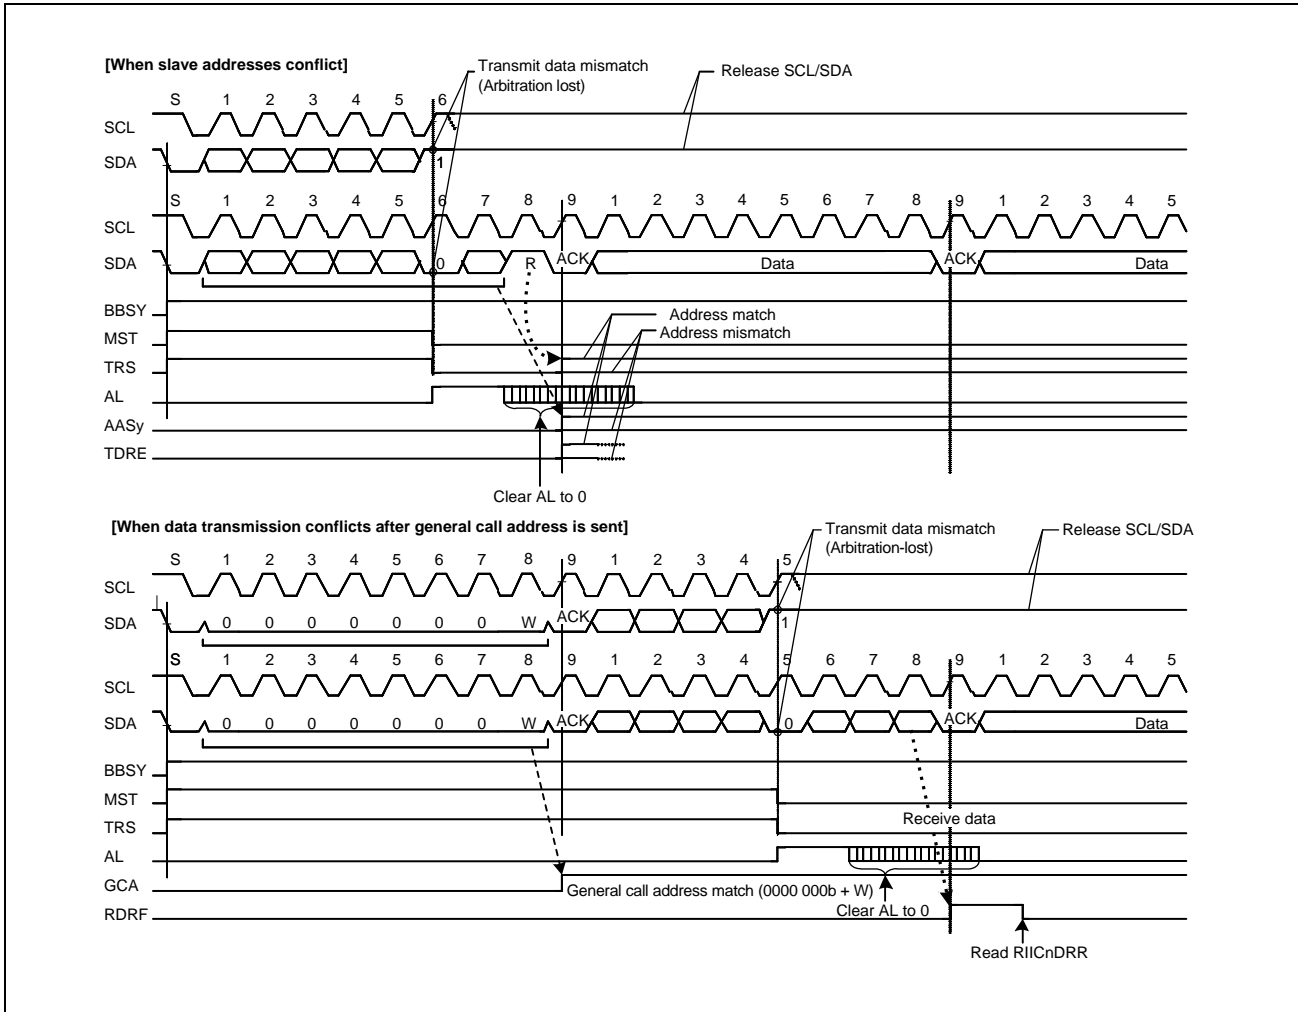 [When slave addresses conflict]
Transmit data mismatch
(Arbitration lost)
Release SCL/SDA
S 1 2 3 4 5 6
SCL
SDA 1
S 1 2 3 4 5 6 7 8 9 1 2 3 4 5 6 7 8 9 1 2 3 4 5
SCL
SDA 0 R ACK Data ACK Data
BBSY
Address match
MST
Address mismatch
TRS
AL
AASy
TDRE
Clear AL to 0
[When data transmission conflicts after general call address is sent]
Transmit data mismatch
(Arbitration-lost)
Release SCL/SDA
S 1 2 3 4 5 6 7 8 9 1 2 3 4 5
SCL
SDA 0 0 0 0 0 0 0 W ACK 1
S 1 2 3 4 5 6 7 8 9 1 2 3 4 5 6 7 8 9 1 2 3 4 5
SCL
SDA 0 0 0 0 0 0 0 W ACK 0 ACK Data
BBSY
MST
TRS
Receive data
AL
GCA
General call address match (0000 000b + W)
Clear AL to 0
RDRF
Read RIICnDRR